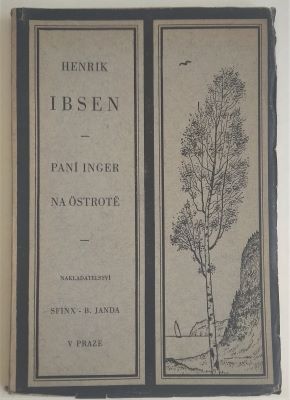 HENRIK
IBSEN
—
PANÍ INGER
NA ÖSTROTĚ
—
NAKLADATELSTVÍ
SFINX - B. JANDA
V PRAZE